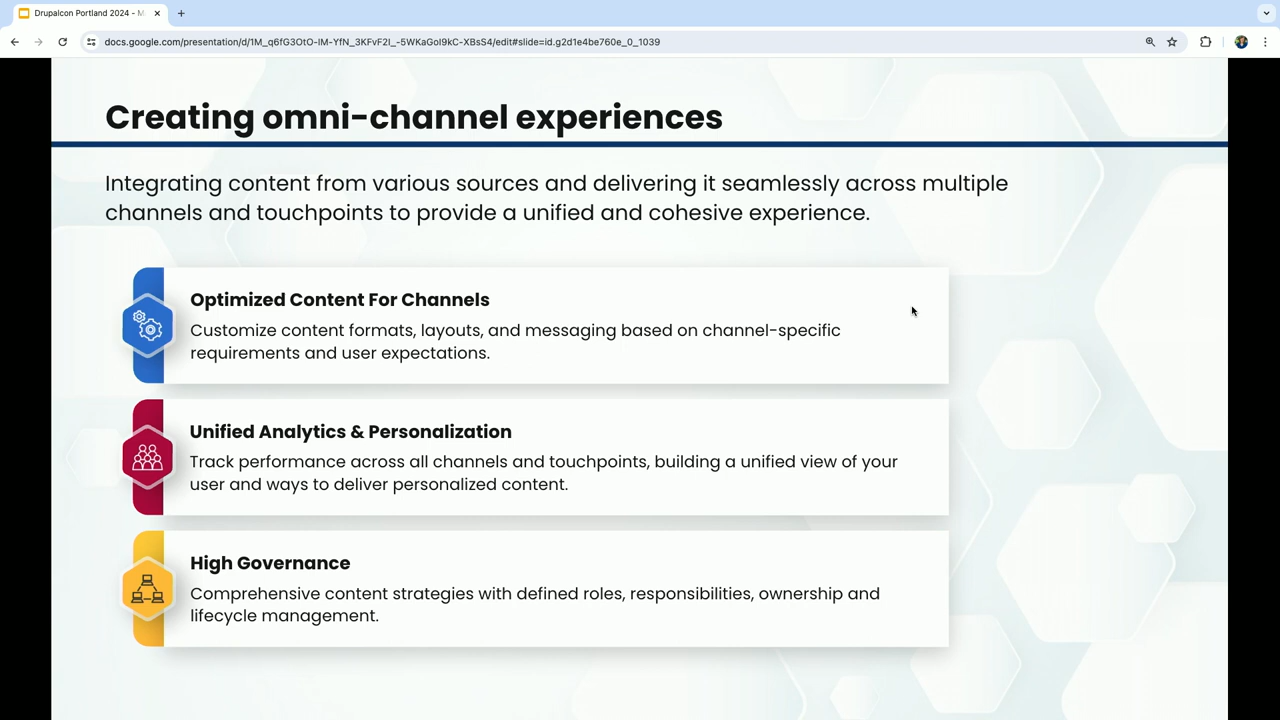 Drupalcon Portland 2024 - M
docs.google.com/presentation/d/1M_q6fG3OtO-IM-YfN_3KFvF2I_-5WKaGol9kC-XBsS4/edit#slide=id.g2d1e4be760e_0_1039
Creating omni-channel experiences
Integrating content from various sources and delivering it seamlessly across multiple
channels and touchpoints to provide a unified and cohesive experience.
Optimized Content For Channels
Customize content formats, layouts, and messaging based on channel-specific
requirements and user expectations.
Unified Analytics & Personalization
Track performance across all channels and touchpoints, building a unified view of your
user and ways to deliver personalized content.
High Governance
Comprehensive content strategies with defined roles, responsibilities, ownership and
lifecycle management.